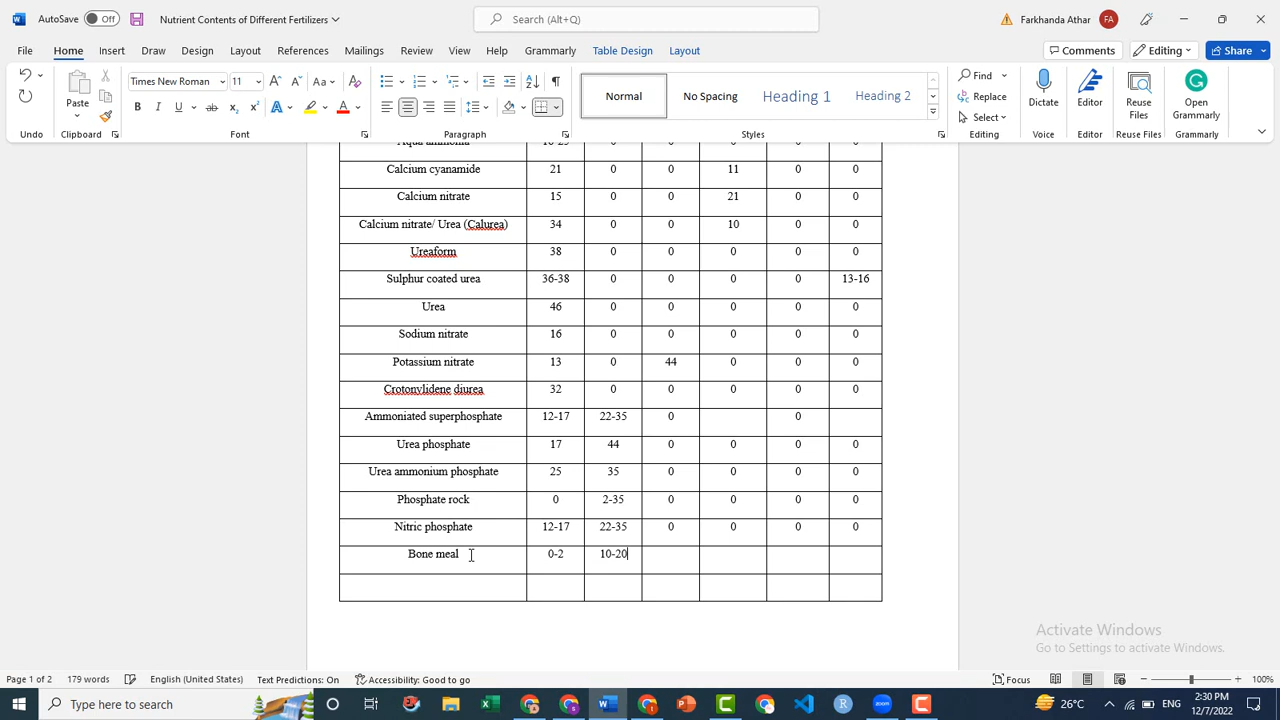 AutoSave Off Nutrient Contents of Different Fertilizers Search (Alt+Q) Farkhanda Athar FA
File Home Insert Draw Design Layout References Mailings Review View Help Grammarly Table Design Layout Comments Editing Share
Times New Roman 11 Aa
Paste
B I U ab x₂ x² A A
Normal No Spacing Heading 1 Heading 2
Find
Replace
Select
Dictate Editor Reuse Files Open Grammarly
Undo Clipboard Font Paragraph Styles Editing Voice Editor Reuse Files Grammarly
Aqua ammonia 0 0 0 0 0
Calcium cyanamide 21 0 0 11 0 0
Calcium nitrate 15 0 0 21 0 0
Calcium nitrate/ Urea (Calurea) 34 0 0 10 0 0
Ureaform 38 0 0 0 0 0
Sulphur coated urea 36-38 0 0 0 0 13-16
Urea 46 0 0 0 0 0
Sodium nitrate 16 0 0 0 0 0
Potassium nitrate 13 0 44 0 0 0
Crotonylidene diurea 32 0 0 0 0 0
Ammoniated superphosphate 12-17 22-35 0 0
Urea phosphate 17 44 0 0 0 0
Urea ammonium phosphate 25 35 0 0 0 0
Phosphate rock 0 2-35 0 0 0 0
Nitric phosphate 12-17 22-35 0 0 0 0
Bone meal 0-2 10-20
Activate Windows
Go to Settings to activate Windows.
Page 1 of 2 179 words English (United States) Text Predictions: On Accessibility: Good to go Focus 100%
Type here to search 26°C 2:30 PM
12/7/2022